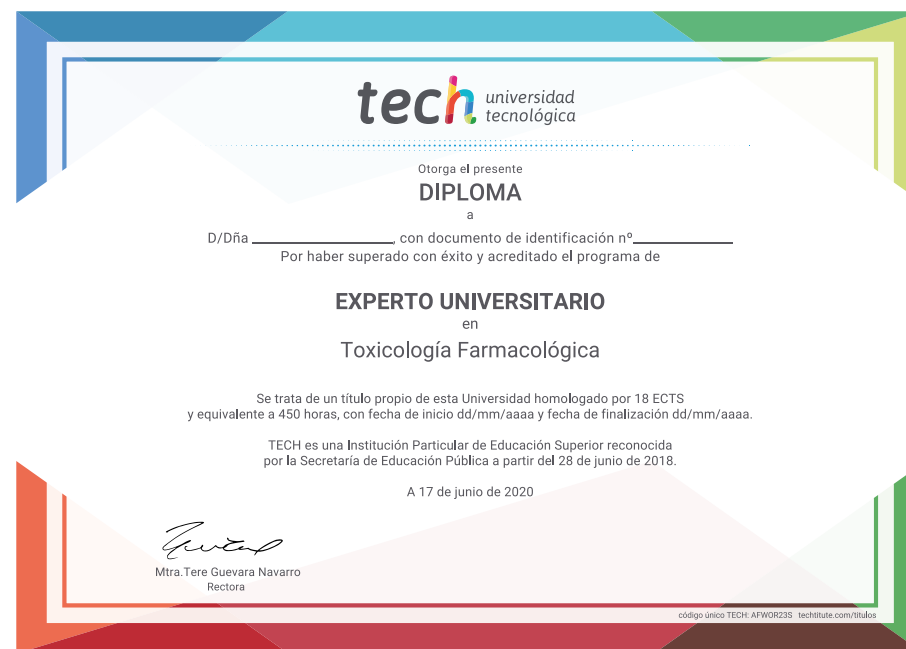 tech universidad
tecnológica
Otorga el presente
DIPLOMA
a
D/Dña ____________________, con documento de identificación nº______________
Por haber superado con éxito y acreditado el programa de
EXPERTO UNIVERSITARIO
en
Toxicología Farmacológica
Se trata de un título propio de esta Universidad homologado por 18 ECTS
y equivalente a 450 horas, con fecha de inicio dd/mm/aaaa y fecha de finalización dd/mm/aaaa.
TECH es una Institución Particular de Educación Superior reconocida
por la Secretaría de Educación Pública a partir del 28 de junio de 2018.
A 17 de junio de 2020
Mtra.Tere Guevara Navarro
Rectora
código único TECH: AFWOR23S techtitute.com/titulos